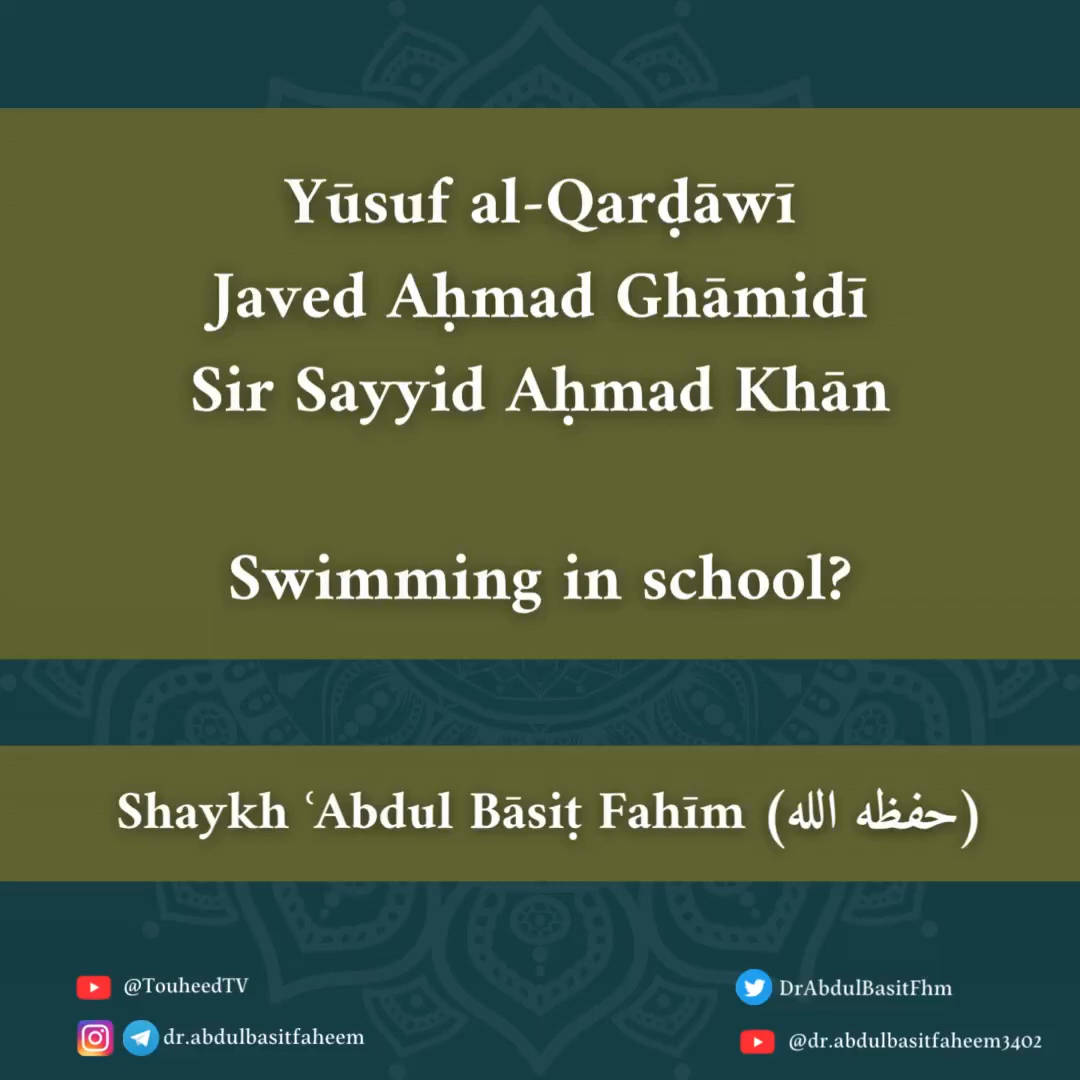 Yūsuf al-Qarḍāwī
Javed Aḥmad Ghāmidī
Sir Sayyid Aḥmad Khān
Swimming in school?
Shaykh ʿAbdul Bāsiṭ Fahīm (حفظه الله)
@TouheedTV
dr.abdulbasitfaheem
DrAbdulBasitFhm
@dr.abdulbasitfaheem3402